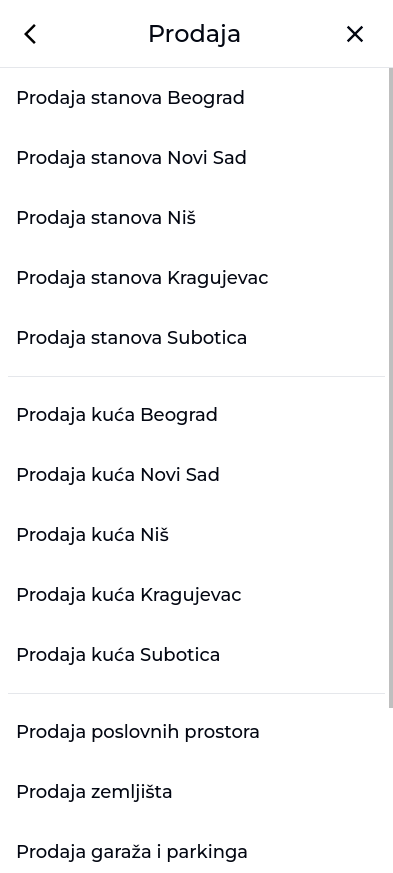 Prodaja
Prodaja stanova Beograd
Prodaja stanova Novi Sad
Prodaja stanova Niš
Prodaja stanova Kragujevac
Prodaja stanova Subotica
Prodaja kuća Beograd
Prodaja kuća Novi Sad
Prodaja kuća Niš
Prodaja kuća Kragujevac
Prodaja kuća Subotica
Prodaja poslovnih prostora
Prodaja zemljišta
Prodaja garaža i parkinga